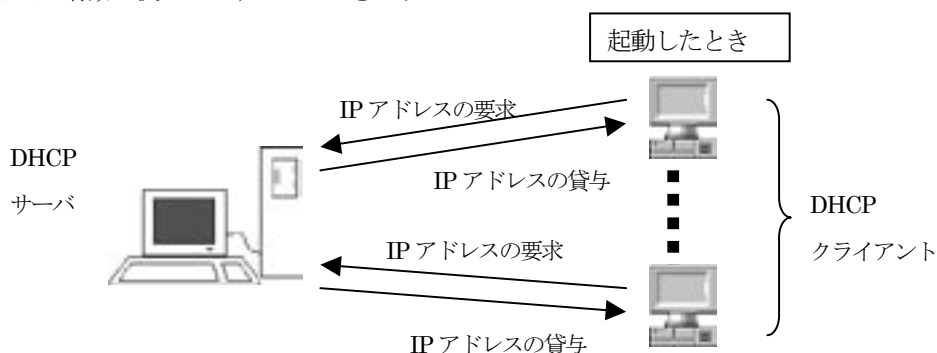 起動したとき
IP アドレスの要求
DHCP
サーバ
IP アドレスの貸与
DHCP
クライアント
IP アドレスの要求
IP アドレスの貸与